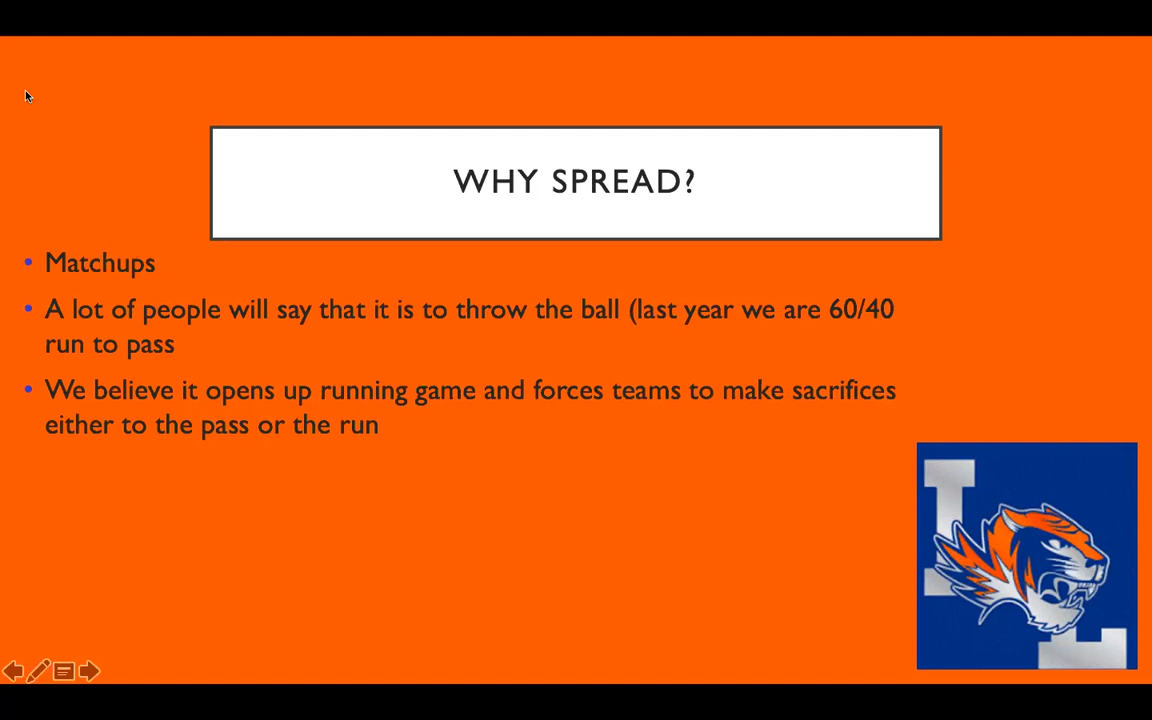 WHY SPREAD?
• Matchups
• A lot of people will say that it is to throw the ball (last year we are 60/40
run to pass
• We believe it opens up running game and forces teams to make sacrifices
either to the pass or the run
L
L